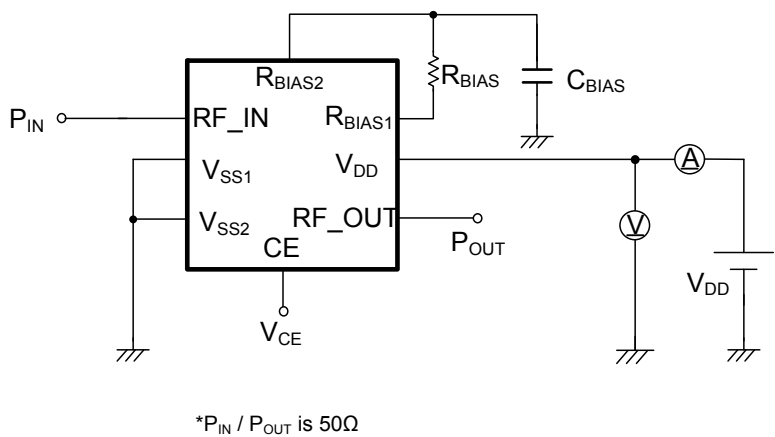 RBIAS2
RBIAS
CBIAS
PIN
RF_IN
RBIAS1
A
VSS1
VDD
VSS2
RF_OUT
V
CE
POUT
VDD
VCE
*PIN / POUT is 50Ω